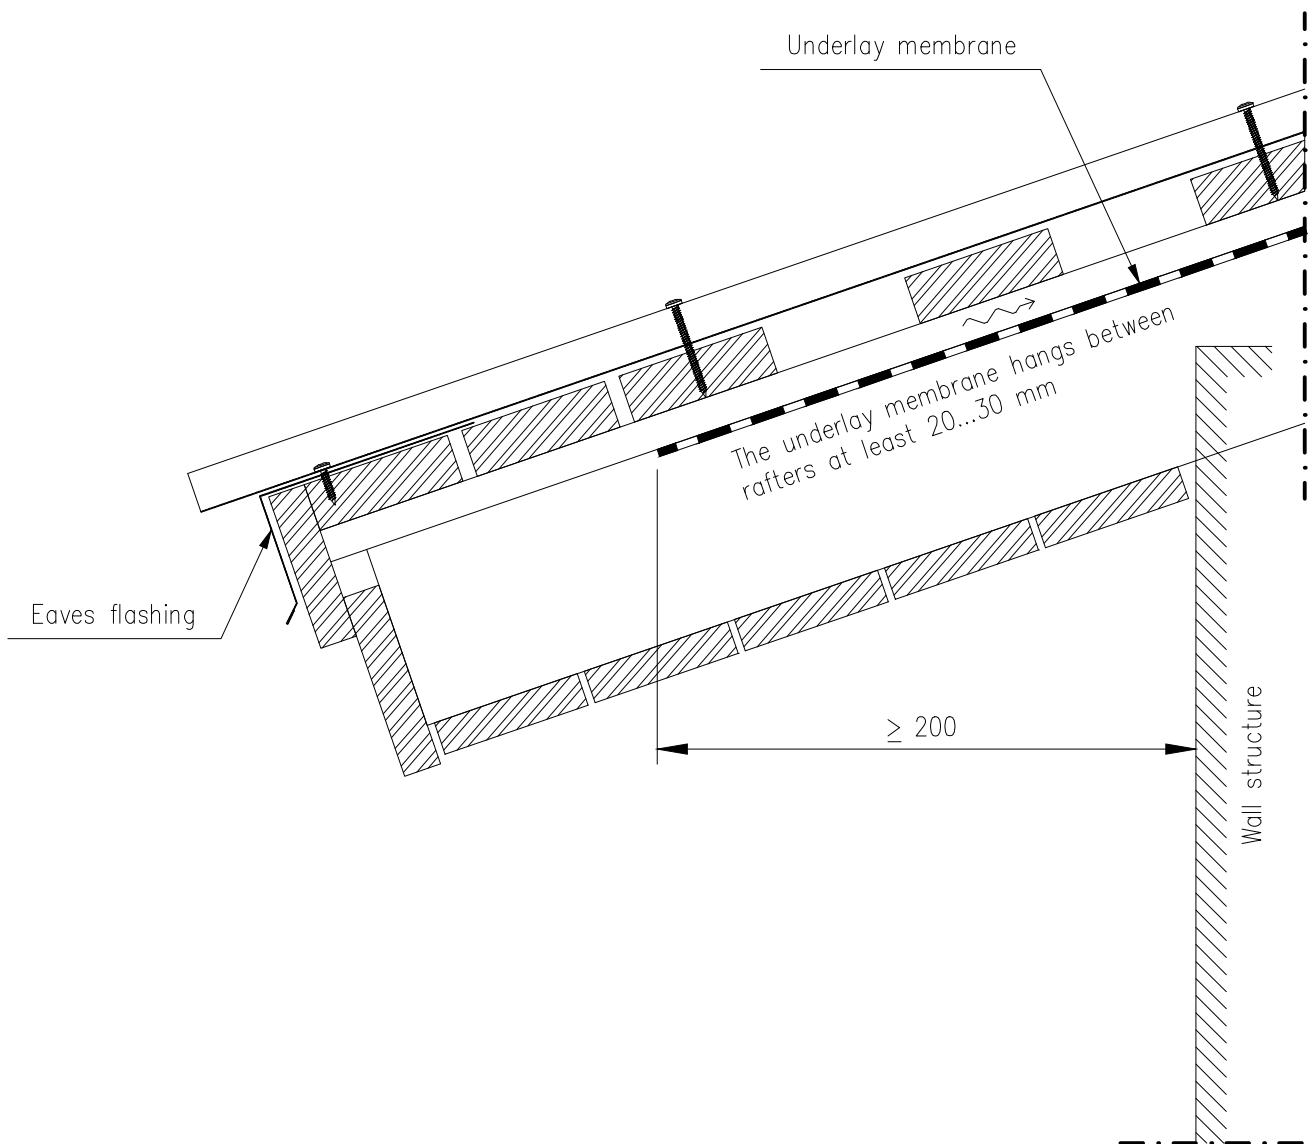 Underlay membrane
The underlay membrane hangs between
rafters at least 20...30 mm
Eaves flashing
≥ 200
Wall structure